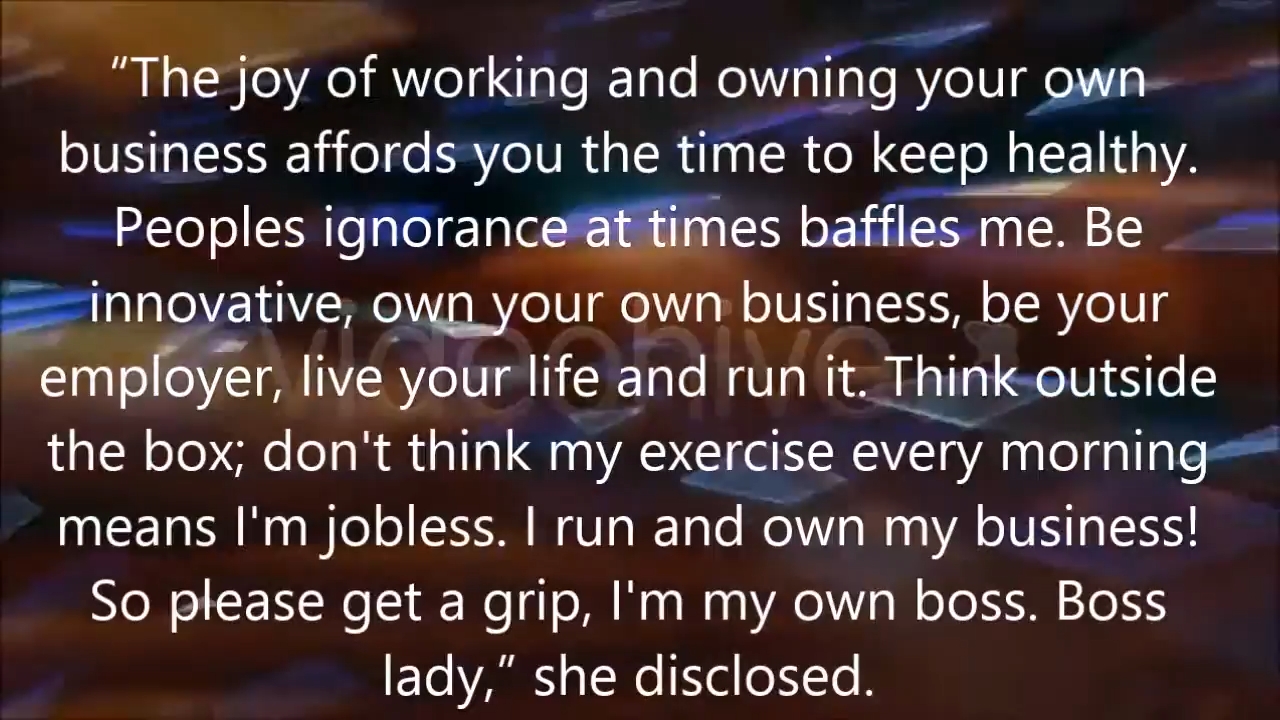 “The joy of working and owning your own
business affords you the time to keep healthy.
Peoples ignorance at times baffles me. Be
innovative, own your own business, be your
employer, live your life and run it. Think outside
the box; don't think my exercise every morning
means I'm jobless. I run and own my business!
So please get a grip, I'm my own boss. Boss
lady,” she disclosed.
videohive